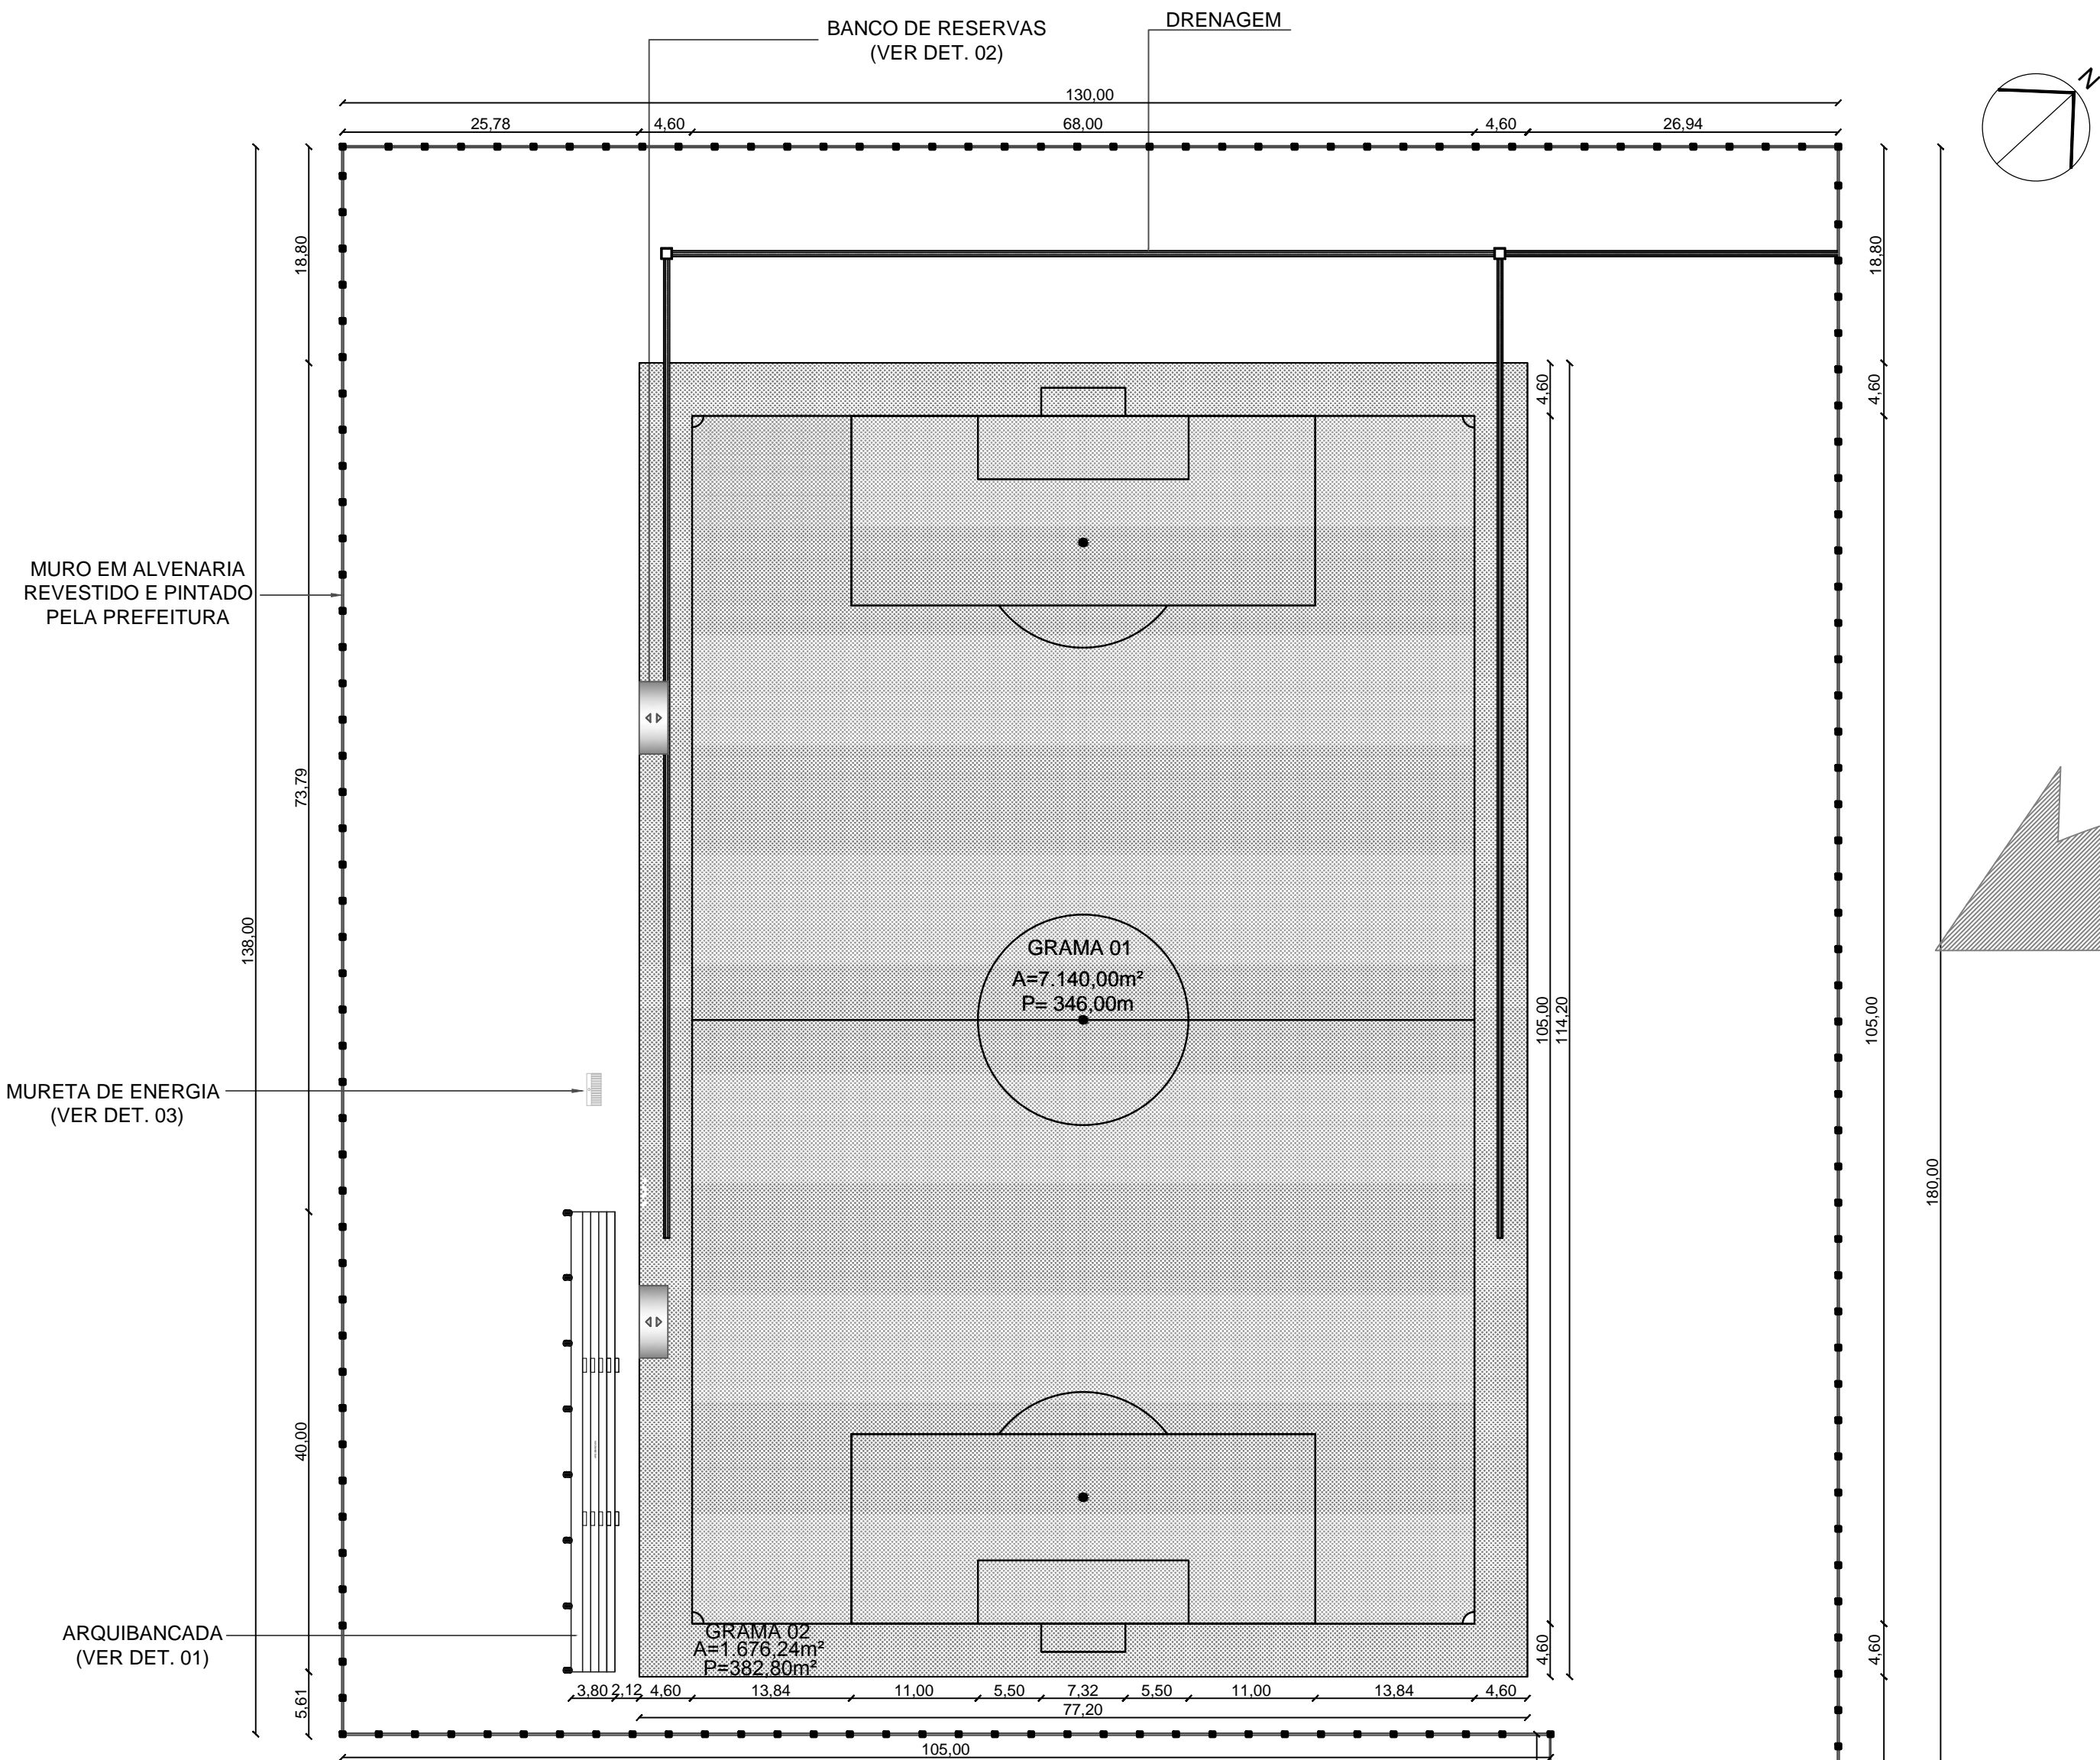 BANCO DE RESERVAS
(VER DET. 02)
DRENAGEM
N
130,00
25,78
4,60
68,00
4,60
26,94
18,80
18,80
4,60
4,60
MURO EM ALVENARIA
REVESTIDO E PINTADO
PELA PREFEITURA
73,79
138,00
GRAMA 01
A=7.140,00m²
P= 346,00m
105,00
114,20
105,00
180,00
MURETA DE ENERGIA
(VER DET. 03)
40,00
ARQUIBANCADA
(VER DET. 01)
GRAMA 02
A=1.676,24m²
P=382,80m²
4,60
4,60
5,61
3,80
2,12
4,60
13,84
11,00
5,50
7,32
5,50
11,00
13,84
4,60
77,20
105,00